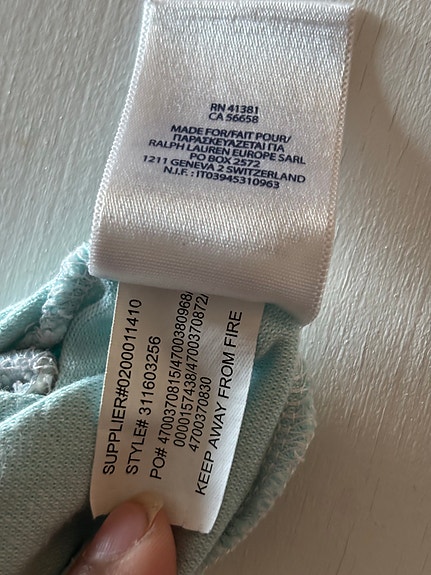 RN 41381
CA 56658
MADE FOR/FAIT POUR/
ΠΑΡΑΣΚΕΥΑΖΕΤΑΙ ΓΙΑ
RALPH LAUREN EUROPE SARL
PO BOX 2572
1211 GENEVA 2 SWITZERLAND
N.I.F. : IT03945310963
SUPPLIER#0200011410
STYLE# 311603256
PO# 4700370815/4700380968/
0000157438/4700370872/
4700370830
KEEP AWAY FROM FIRE